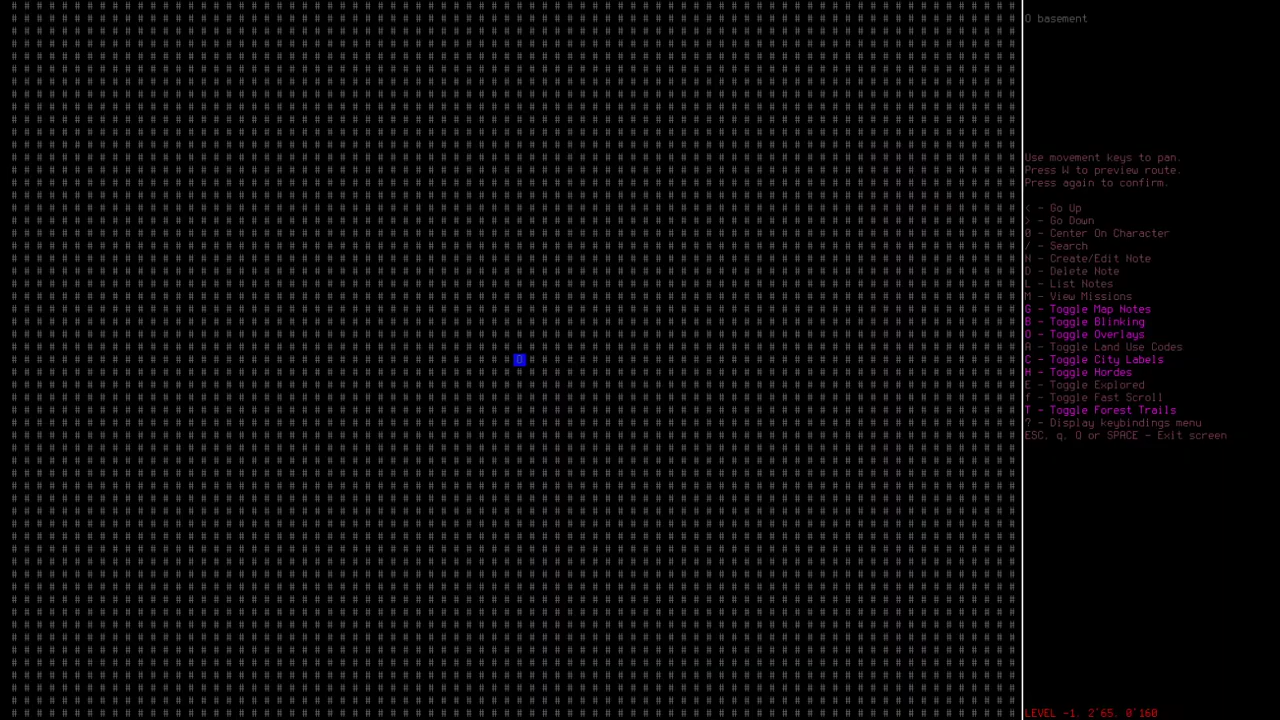 O basement
Use movement keys to pan.
Press W to preview route.
Press again to confirm.
< - Go Up
> - Go Down
0 - Center On Character
/ - Search
N - Create/Edit Note
D - Delete Note
L - List Notes
M - View Missions
G - Toggle Map Notes
B - Toggle Blinking
O - Toggle Overlays
A - Toggle Land Use Codes
C - Toggle City Labels
H - Toggle Hordes
E - Toggle Explored
f - Toggle Fast Scroll
T - Toggle Forest Trails
? - Display keybindings menu
ESC, q, Q or SPACE - Exit screen
O
LEVEL -1, 2'65, 0'160